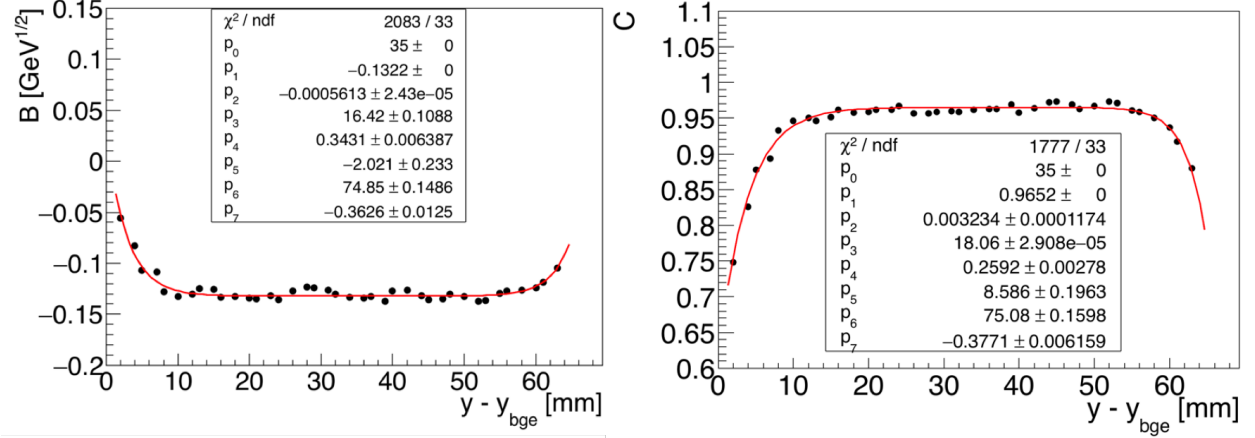 B [GeV^{1/2}]
0.15
0.1
0.05
0
−0.05
−0.1
−0.15
−0.2
χ² / ndf 2083 / 33
p₀ 35 ± 0
p₁ −0.1322 ± 0
p₂ −0.0005613 ± 2.43e−05
p₃ 16.42 ± 0.1088
p₄ 0.3431 ± 0.006387
p₅ −2.021 ± 0.233
p₆ 74.85 ± 0.1486
p₇ −0.3626 ± 0.0125
0 10 20 30 40 50 60
y - y_{bge} [mm]
C
1.1
1.05
1
0.95
0.9
0.85
0.8
0.75
0.7
0.65
0.6
χ² / ndf 1777 / 33
p₀ 35 ± 0
p₁ 0.9652 ± 0
p₂ 0.003234 ± 0.0001174
p₃ 18.06 ± 2.908e−05
p₄ 0.2592 ± 0.00278
p₅ 8.586 ± 0.1963
p₆ 75.08 ± 0.1598
p₇ −0.3771 ± 0.006159
0 10 20 30 40 50 60
y - y_{bge} [mm]